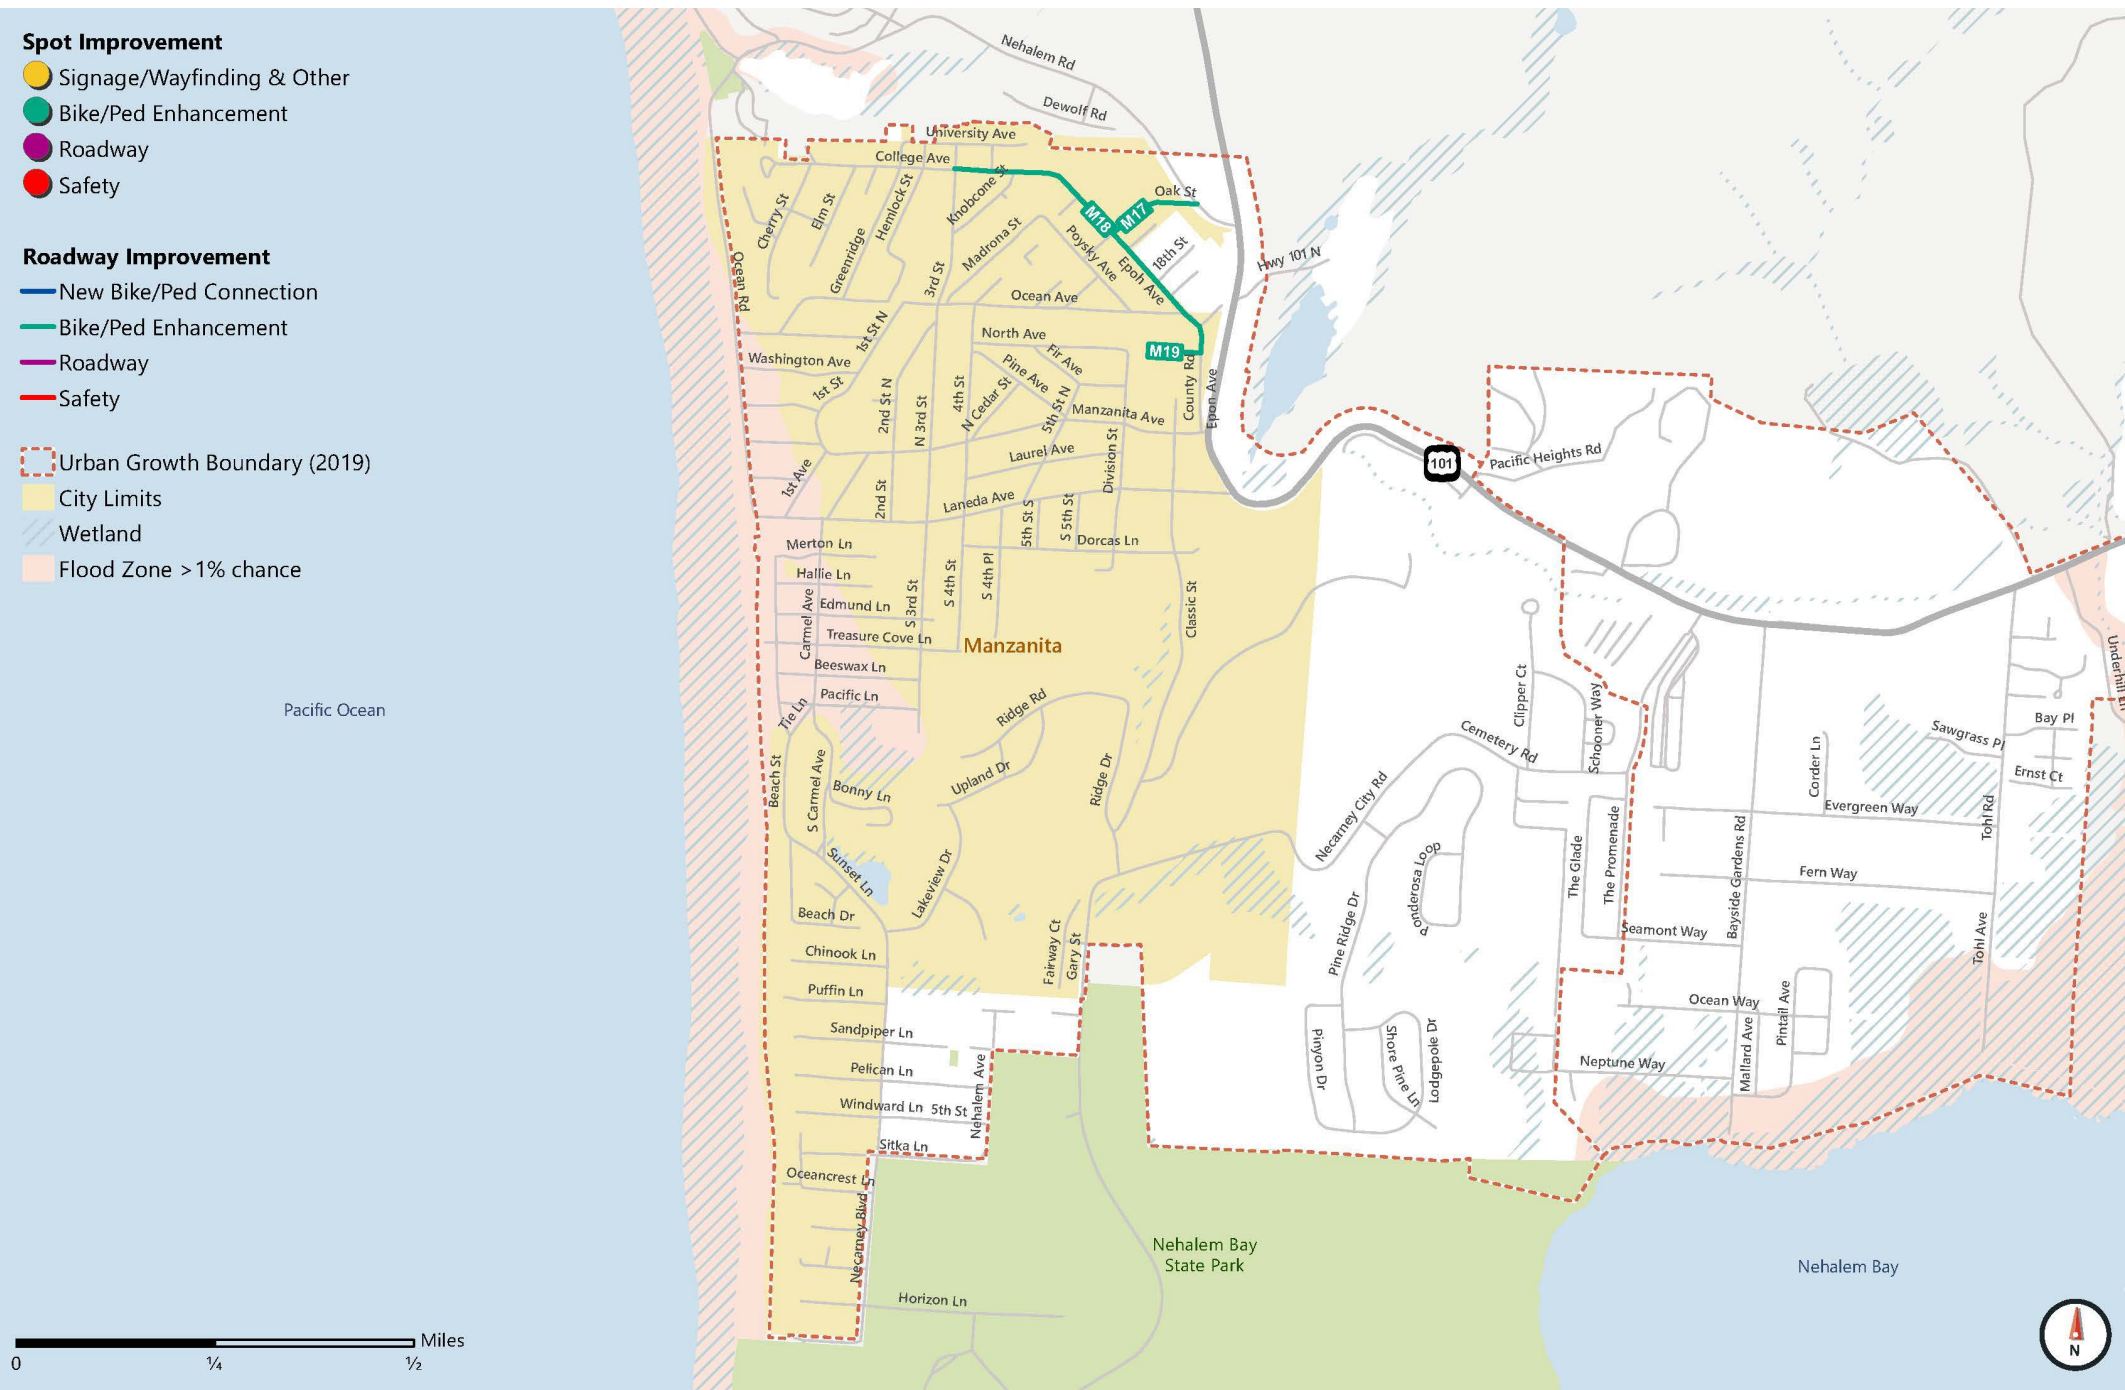 Spot Improvement
Signage/Wayfinding & Other
Bike/Ped Enhancement
Roadway
Safety
Roadway Improvement
New Bike/Ped Connection
Bike/Ped Enhancement
Roadway
Safety
Urban Growth Boundary (2019)
City Limits
Wetland
Flood Zone >1% chance
Nehalem Rd
Dewolf Rd
University Ave
College Ave
Oak St
Knobcone St
Hemlock St
Cherry St
Elm St
Greenridge
M18
M17
Madrona St
Poysky Ave
18th St
Epoh Ave
Hwy 101 N
Ocean Rd
3rd St
Ocean Ave
1st St N
North Ave
Fir Ave
M19
Washington Ave
Pine Ave
County Rd
1st St
2nd St N
4th St
N Cedar St
5th St N
Manzanita Ave
Epon Ave
N 3rd St
Laurel Ave
Division St
101
Pacific Heights Rd
1st Ave
2nd St
Laneda Ave
5th St S
S 5th St
Dorcas Ln
Merton Ln
Hallie Ln
Edmund Ln
Carmel Ave
S 3rd St
S 4th St
S 4th Pl
Classic St
Treasure Cove Ln
Manzanita
Beeswax Ln
Pacific Ln
Tie Ln
Pacific Ocean
Ridge Rd
Upland Dr
Ridge Dr
Beach St
S Carmel Ave
Bonny Ln
Sunset Ln
Lakeview Dr
Beach Dr
Chinook Ln
Puffin Ln
Fairway Ct
Gary St
Sandpiper Ln
Pelican Ln
Windward Ln
5th St
Nehalem Ave
Sitka Ln
Oceancrest Ln
Necarney Blvd
Horizon Ln
Clipper Ct
Schooner Way
Cemetery Rd
Necarney City Rd
Ponderosa Loop
Pine Ridge Dr
The Glade
The Promenade
Pinyon Dr
Shore Pine Ln
Lodgepole Dr
Underhill Ln
Bay Pl
Sawgrass Pl
Ernst Ct
Corder Ln
Evergreen Way
Tohl Rd
Bayside Gardens Rd
Fern Way
Seamont Way
Tohl Ave
Ocean Way
Pintail Ave
Mallard Ave
Neptune Way
Nehalem Bay
State Park
Nehalem Bay
Miles
0
¼
½
N